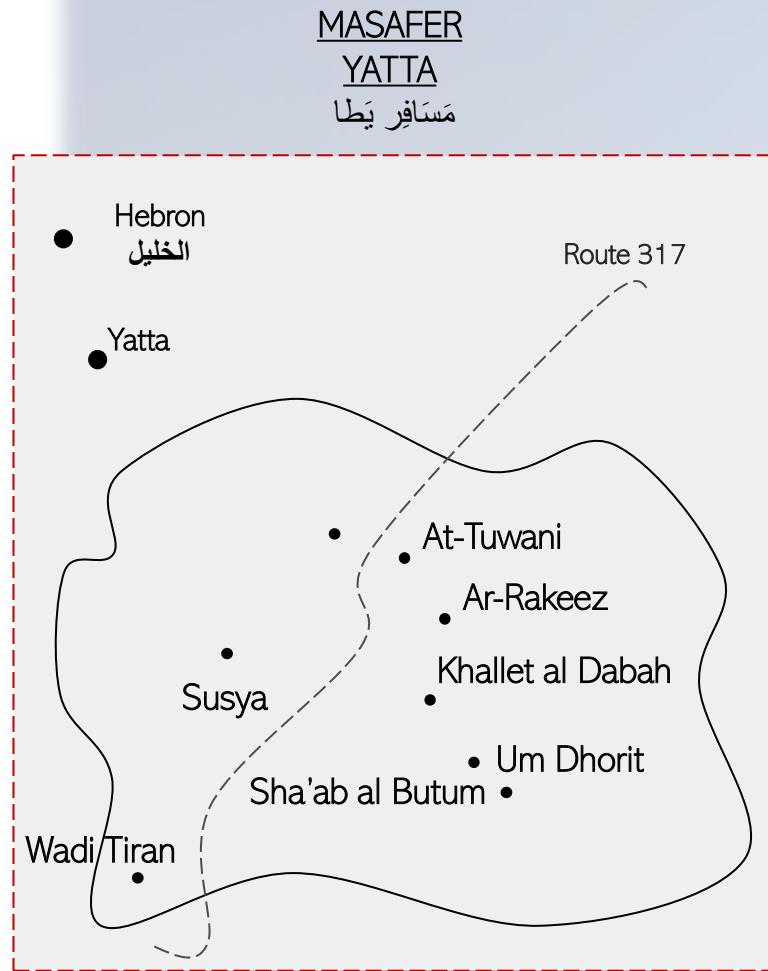 MASAFER
YATTA
مَسَافِر يَطا
Hebron
الخليل
Route 317
Yatta
At-Tuwani
Ar-Rakeez
Khallet al Dabah
Susya
Um Dhorit
Sha'ab al Butum
Wadi Tiran